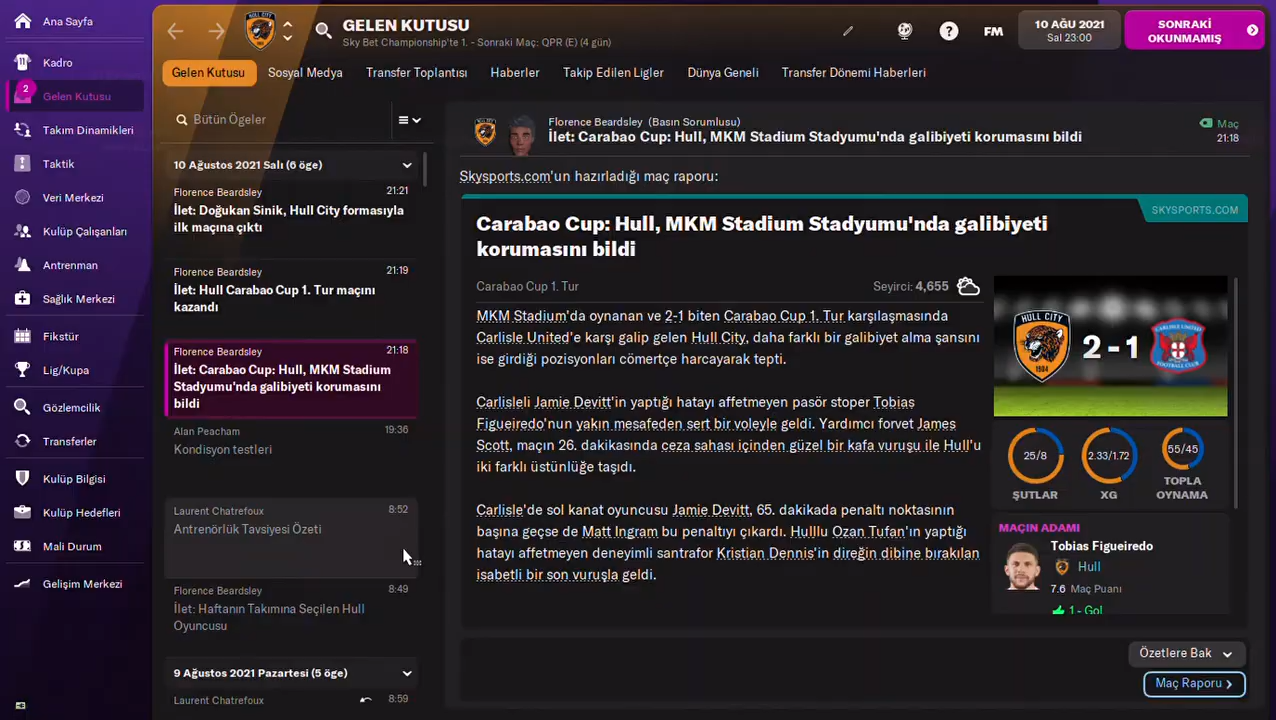 Ana Sayfa
Kadro
2
Gelen Kutusu
Takım Dinamikleri
Taktik
Veri Merkezi
Kulüp Çalışanları
Antrenman
Sağlık Merkezi
Fikstür
Lig/Kupa
Gözlemcilik
Transferler
Kulüp Bilgisi
Kulüp Hedefleri
Mali Durum
Gelişim Merkezi
HULL CITY
GELEN KUTUSU
Sky Bet Championship'te 1. - Sonraki Maç: QPR (E) (4 gün)
FM
10 AĞU 2021
Sal 23:00
SONRAKİ
OKUNMAMIŞ
Gelen Kutusu
Sosyal Medya
Transfer Toplantısı
Haberler
Takip Edilen Ligler
Dünya Geneli
Transfer Dönemi Haberleri
Bütün Ögeler
10 Ağustos 2021 Salı (6 öge)
Florence Beardsley 21:21
İlet: Doğukan Sinik, Hull City formasıyla
ilk maçına çıktı
Florence Beardsley 21:19
İlet: Hull Carabao Cup 1. Tur maçını
kazandı
Florence Beardsley 21:18
İlet: Carabao Cup: Hull, MKM Stadium
Stadyumu'nda galibiyeti korumasını
bildi
Alan Peacham 19:36
Kondisyon testleri
Laurent Chatrefoux 8:52
Antrenörlük Tavsiyesi Özeti
Florence Beardsley 8:49
İlet: Haftanın Takımına Seçilen Hull
Oyuncusu
9 Ağustos 2021 Pazartesi (5 öge)
Laurent Chatrefoux 8:59
Florence Beardsley (Basın Sorumlusu)
İlet: Carabao Cup: Hull, MKM Stadium Stadyumu'nda galibiyeti korumasını bildi
Maç
21:18
Skysports.com'un hazırladığı maç raporu:
SKYSPORTS.COM
Carabao Cup: Hull, MKM Stadium Stadyumu'nda galibiyeti
korumasını bildi
Carabao Cup 1. Tur
Seyirci: 4,655
MKM Stadium'da oynanan ve 2-1 biten Carabao Cup 1. Tur karşılaşmasında
Carlisle United'e karşı galip gelen Hull City, daha farklı bir galibiyet alma şansını
ise girdiği pozisyonları cömertçe harcayarak tepti.
Carlisleli Jamie Devitt'in yaptığı hatayı affetmeyen pasör stoper Tobias
Figueiredo'nun yakın mesafeden sert bir voleyle geldi. Yardımcı forvet James
Scott, maçın 26. dakikasında ceza sahası içinden güzel bir kafa vuruşu ile Hull'u
iki farklı üstünlüğe taşıdı.
Carlisle'de sol kanat oyuncusu Jamie Devitt, 65. dakikada penaltı noktasının
başına geçse de Matt Ingram bu penaltıyı çıkardı. Hulllu Ozan Tufan'ın yaptığı
hatayı affetmeyen deneyimli santrafor Kristian Dennis'in direğin dibine bırakılan
isabetli bir son vuruşla geldi.
HULL CITY
1904
2 - 1
25/8
ŞUTLAR
2.33/1.72
XG
55/45
TOPLA
OYNAMA
MAÇIN ADAMI
Tobias Figueiredo
Hull
7.6 Maç Puanı
1 - Gol
Özetlere Bak
Maç Raporu